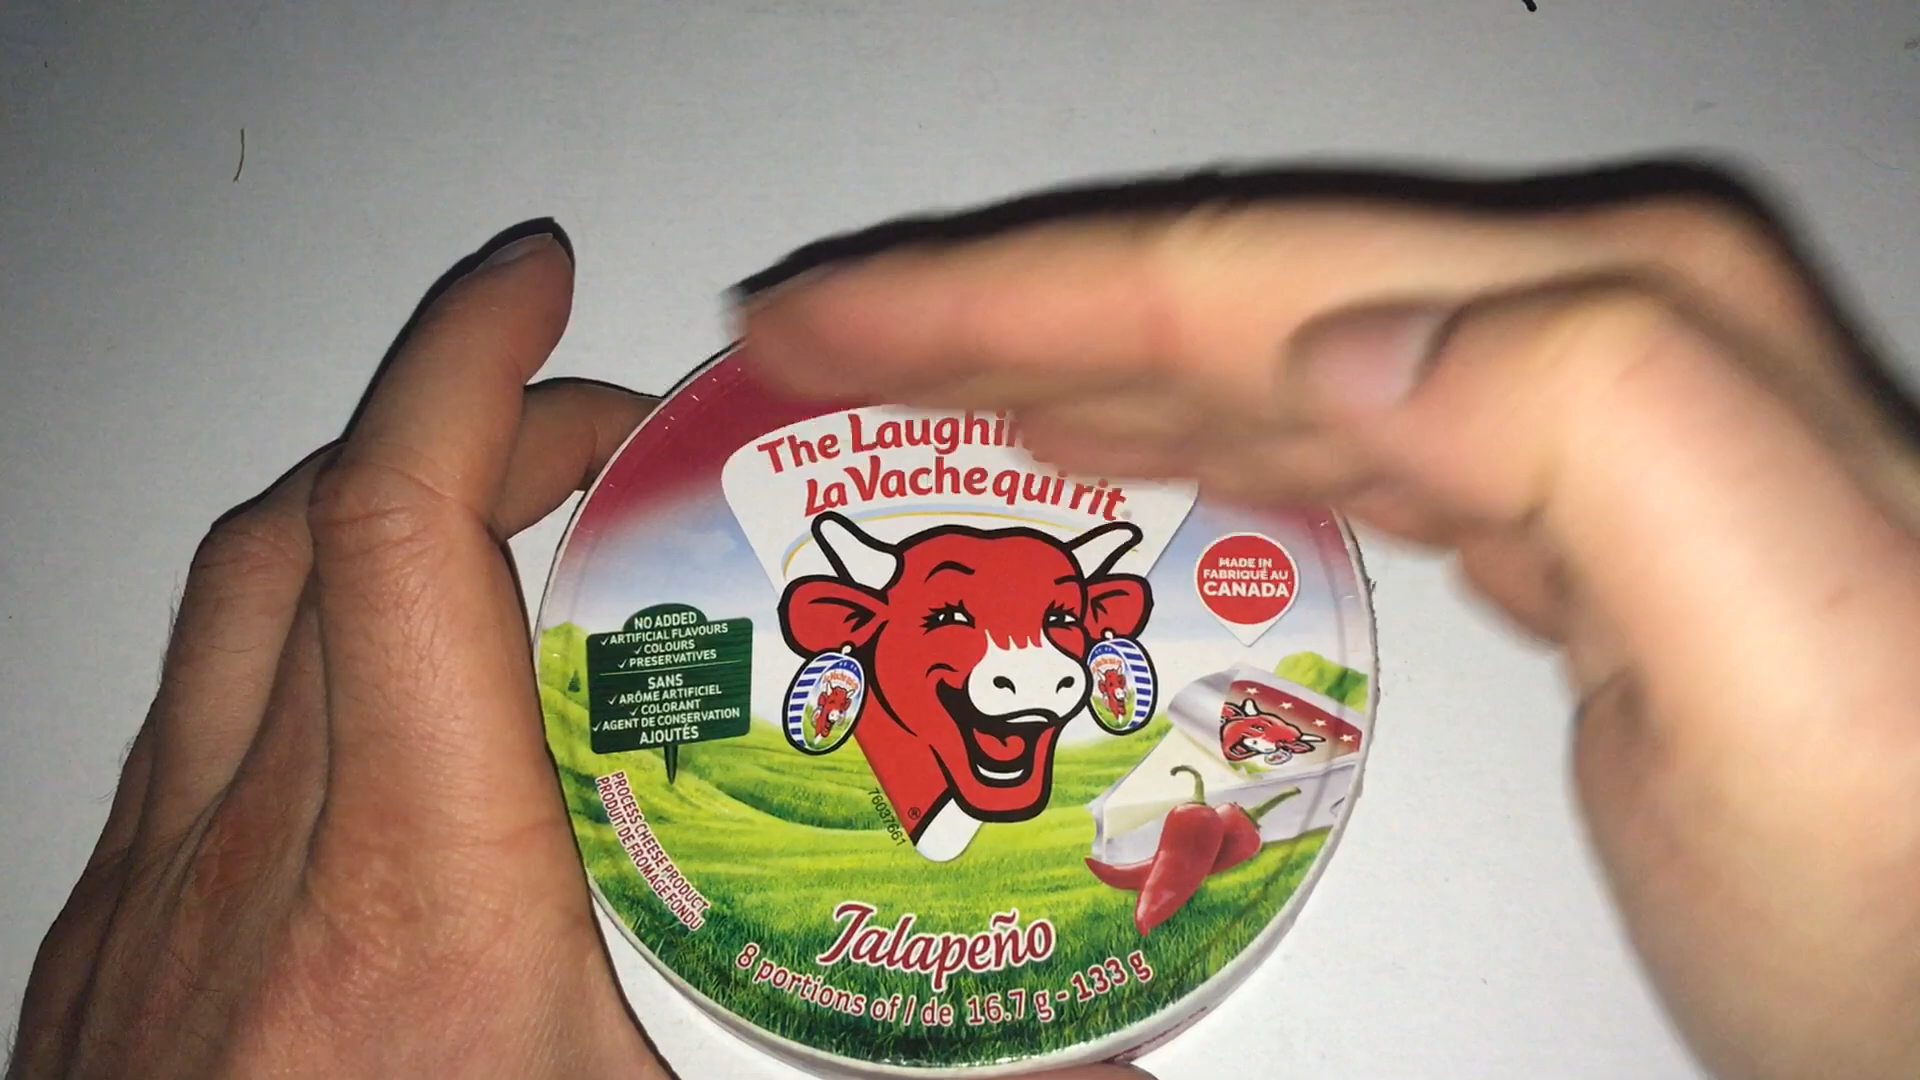 The Laughi
La Vache qui rit
MADE IN
FABRIQUÉ AU
CANADA
NO ADDED
✓ARTIFICIAL FLAVOURS
✓COLOURS
✓PRESERVATIVES
SANS
✓ARÔME ARTIFICIEL
✓COLORANT
✓AGENT DE CONSERVATION
AJOUTÉS
PROCESS CHEESE PRODUCT
PRODUIT DE FROMAGE FONDU
76037661
®
Jalapeño
8 portions of / de 16.7 g - 133 g